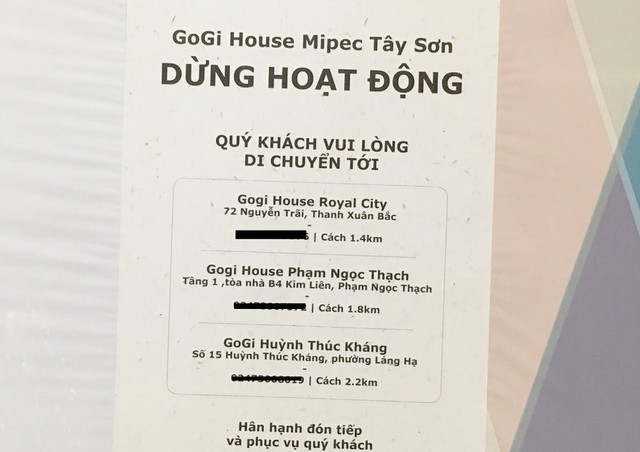 GoGi House Mipec Tây Sơn
DỪNG HOẠT ĐỘNG
QUÝ KHÁCH VUI LÒNG
DI CHUYỂN TỚI
Gogi House Royal City
72 Nguyễn Trãi, Thanh Xuân Bắc
-
| Cách 1.4km
Gogi House Phạm Ngọc Thạch
Tầng 1 ,tòa nhà B4 Kim Liên, Phạm Ngọc Thạch
-
| Cách 1.8km
GoGi Huỳnh Thúc Kháng
Số 15 Huỳnh Thúc Kháng, phường Láng Hạ
-
| Cách 2.2km
Hân hạnh đón tiếp
và phục vụ quý khách